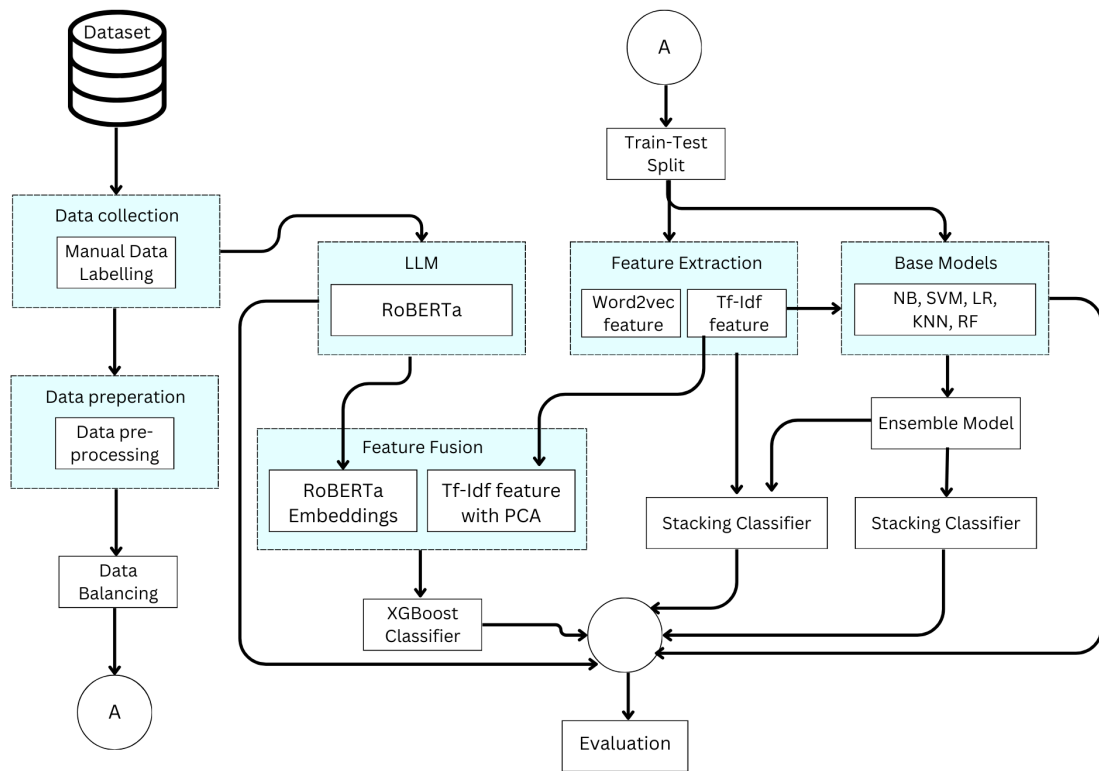 Dataset
A
Train-Test
Split
Data collection
Manual Data
Labelling
LLM
RoBERTa
Feature Extraction
Word2vec
feature
Tf-Idf
feature
Base Models
NB, SVM, LR,
KNN, RF
Data preperation
Data pre-
processing
Ensemble Model
Feature Fusion
RoBERTa
Embeddings
Tf-Idf feature
with PCA
Stacking Classifier
Stacking Classifier
Data
Balancing
XGBoost
Classifier
A
Evaluation